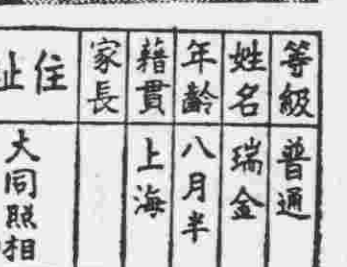 等級 普通
姓名 瑞金
年齡 八月半
藉貫 上海
家長
住址 大同照相